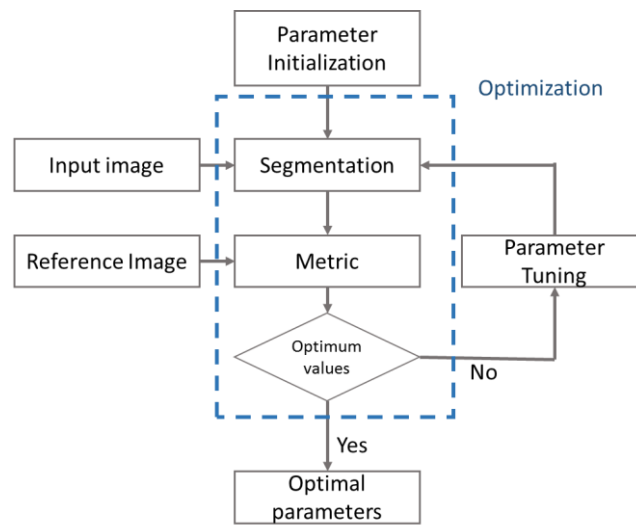 Parameter
Initialization
Optimization
Input image
Segmentation
Reference Image
Metric
Parameter
Tuning
Optimum
values
No
Yes
Optimal
parameters